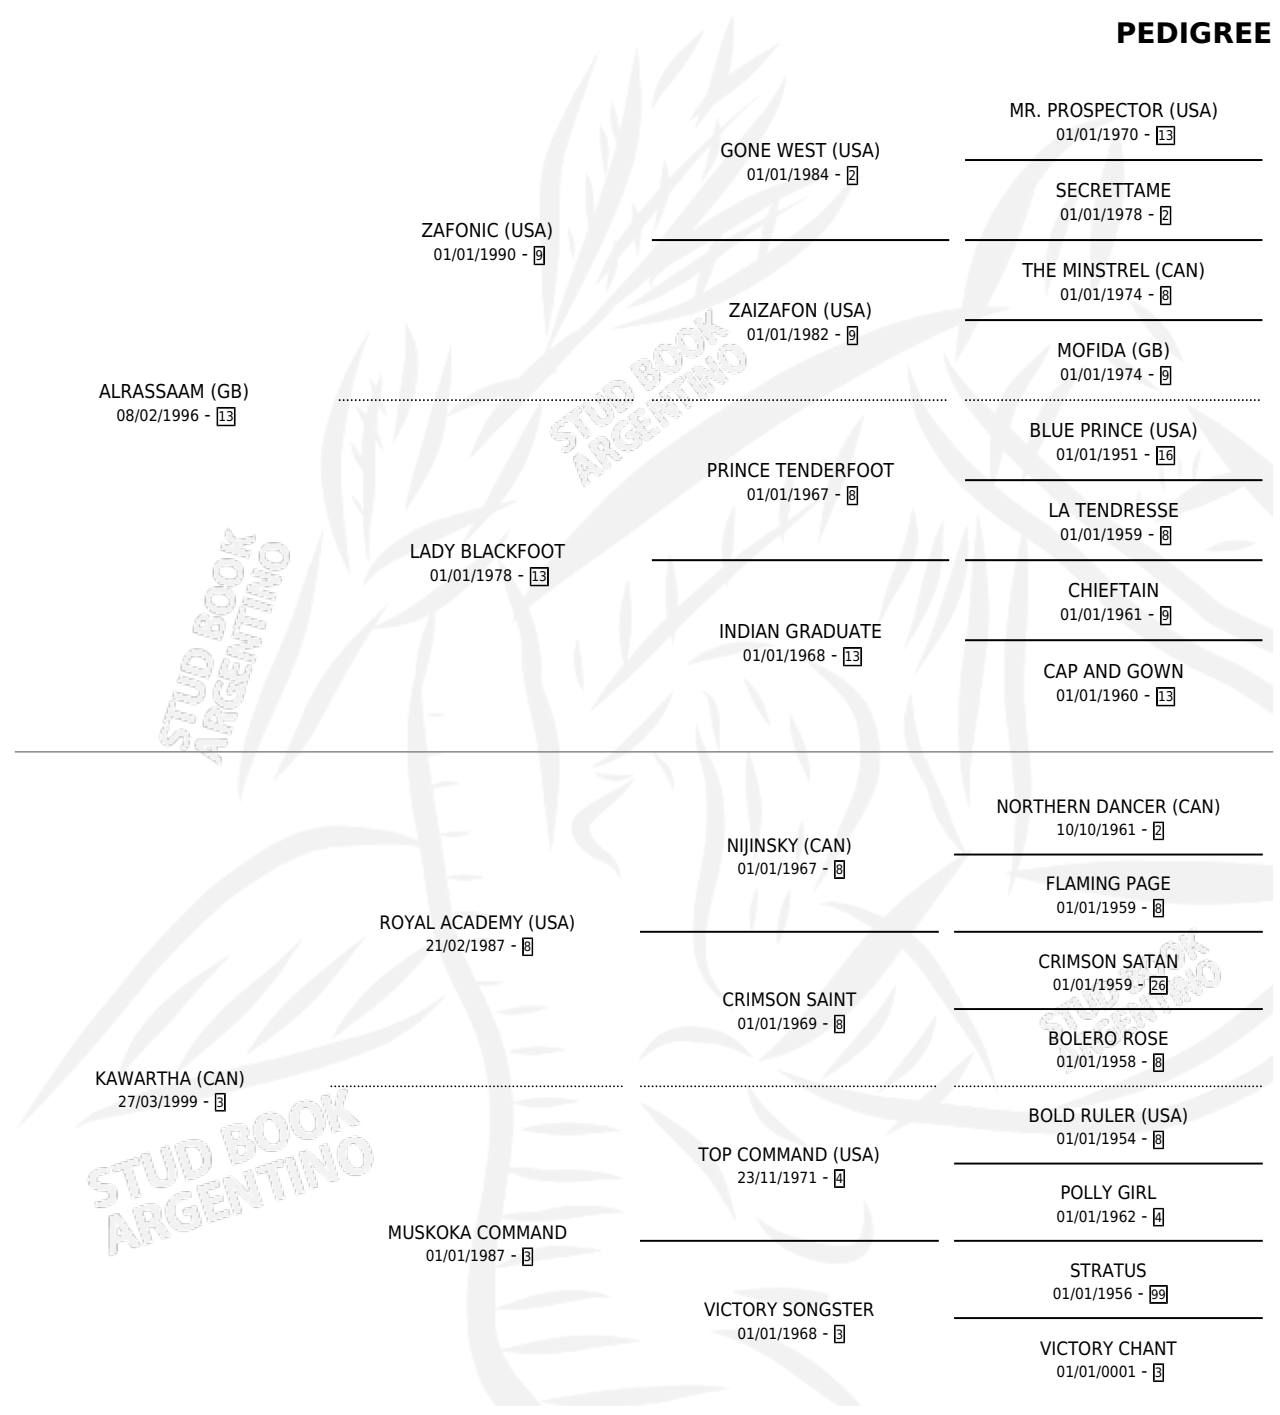 PEDIGREE
MR. PROSPECTOR (USA)
01/01/1970 - 13
GONE WEST (USA)
01/01/1984 - 2
SECRETTAME
01/01/1978 - 2
ZAFONIC (USA)
01/01/1990 - 9
THE MINSTREL (CAN)
01/01/1974 - 8
ZAIZAFON (USA)
01/01/1982 - 9
MOFIDA (GB)
01/01/1974 - 9
ALRASSAAM (GB)
08/02/1996 - 13
BLUE PRINCE (USA)
01/01/1951 - 16
PRINCE TENDERFOOT
01/01/1967 - 8
LA TENDRESSE
01/01/1959 - 8
LADY BLACKFOOT
01/01/1978 - 13
CHIEFTAIN
01/01/1961 - 9
INDIAN GRADUATE
01/01/1968 - 13
CAP AND GOWN
01/01/1960 - 13
NORTHERN DANCER (CAN)
10/10/1961 - 2
NIJINSKY (CAN)
01/01/1967 - 8
FLAMING PAGE
01/01/1959 - 8
ROYAL ACADEMY (USA)
21/02/1987 - 8
CRIMSON SATAN
01/01/1959 - 26
CRIMSON SAINT
01/01/1969 - 8
BOLERO ROSE
01/01/1958 - 8
KAWARTHA (CAN)
27/03/1999 - 3
BOLD RULER (USA)
01/01/1954 - 8
TOP COMMAND (USA)
23/11/1971 - 4
POLLY GIRL
01/01/1962 - 4
MUSKOKA COMMAND
01/01/1987 - 3
STRATUS
01/01/1956 - 99
VICTORY SONGSTER
01/01/1968 - 3
VICTORY CHANT
01/01/0001 - 3
STUD BOOK
ARGENTINO
STUD BOOK
ARGENTINO
STUD BOOK
ARGENTINO
STUD BOOK
ARGENTINO